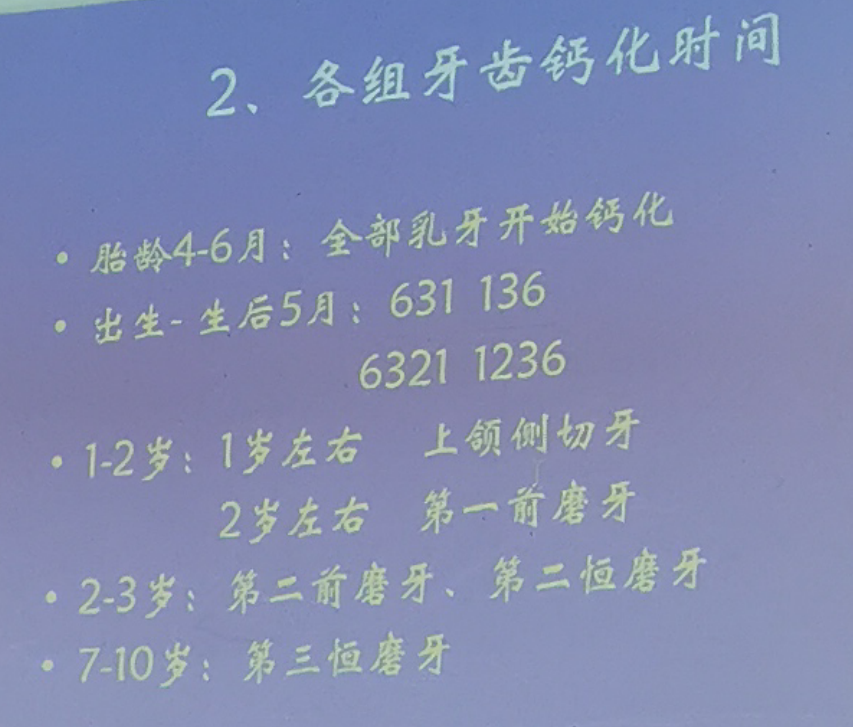 2、各组牙齿钙化时间
• 胎龄4-6月：全部乳牙开始钙化
• 出生-生后5月：631 136
6321 1236
• 1-2岁：1岁左右 上颌侧切牙
2岁左右 第一前磨牙
• 2-3岁：第二前磨牙、第二恒磨牙
• 7-10岁：第三恒磨牙